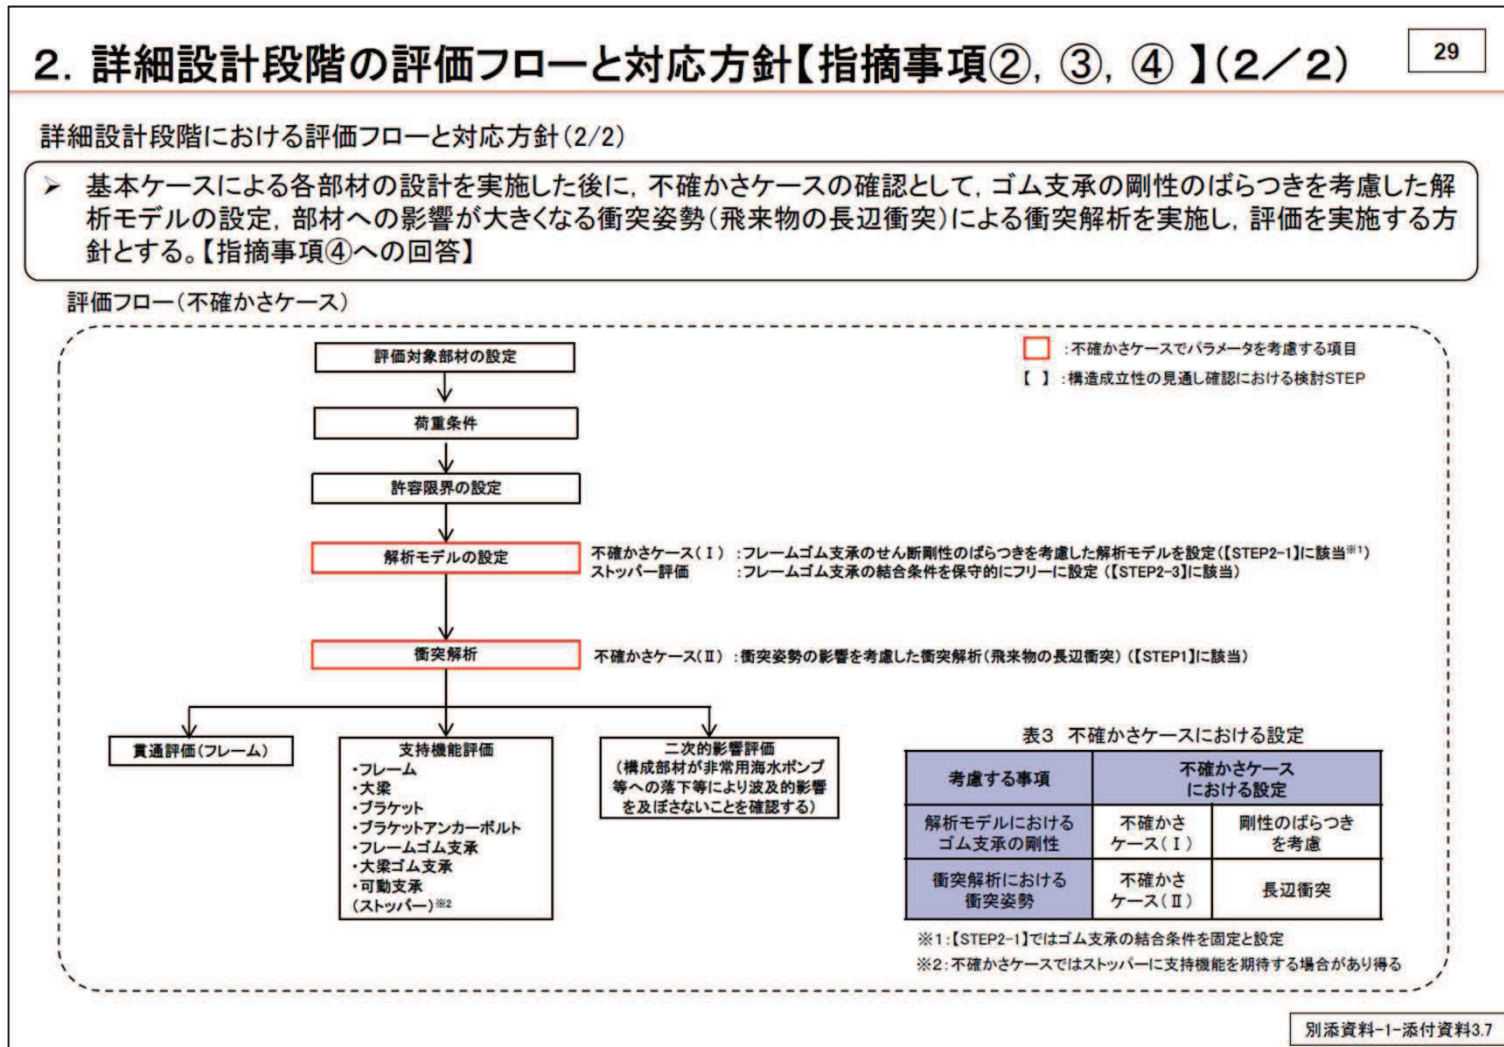 2. 詳細設計段階の評価フローと対応方針【指摘事項②, ③, ④ 】(2／2)
29
詳細設計段階における評価フローと対応方針(2/2)
➢ 基本ケースによる各部材の設計を実施した後に, 不確かさケースの確認として, ゴム支承の剛性のばらつきを考慮した解
析モデルの設定, 部材への影響が大きくなる衝突姿勢(飛来物の長辺衝突)による衝突解析を実施し, 評価を実施する方
針とする。【指摘事項④への回答】
評価フロー(不確かさケース)
:不確かさケースでパラメータを考慮する項目
【 】:構造成立性の見通し確認における検討STEP
評価対象部材の設定
荷重条件
許容限界の設定
解析モデルの設定
不確かさケース(Ⅰ) :フレームゴム支承のせん断剛性のばらつきを考慮した解析モデルを設定(【STEP2-1】に該当※1)
ストッパー評価 :フレームゴム支承の結合条件を保守的にフリーに設定 (【STEP2-3】に該当)
衝突解析
不確かさケース(Ⅱ) :衝突姿勢の影響を考慮した衝突解析(飛来物の長辺衝突) (【STEP1】に該当)
貫通評価(フレーム)
支持機能評価
・フレーム
・大梁
・ブラケット
・ブラケットアンカーボルト
・フレームゴム支承
・大梁ゴム支承
・可動支承
(ストッパー)※2
二次的影響評価
(構成部材が非常用海水ポンプ
等への落下等により波及的影響
を及ぼさないことを確認する)
表3 不確かさケースにおける設定
考慮する事項
不確かさケース
における設定
解析モデルにおける
ゴム支承の剛性
不確かさ
ケース(Ⅰ)
剛性のばらつき
を考慮
衝突解析における
衝突姿勢
不確かさ
ケース(Ⅱ)
長辺衝突
※1:【STEP2-1】ではゴム支承の結合条件を固定と設定
※2:不確かさケースではストッパーに支持機能を期待する場合があり得る
別添資料-1-添付資料3.7